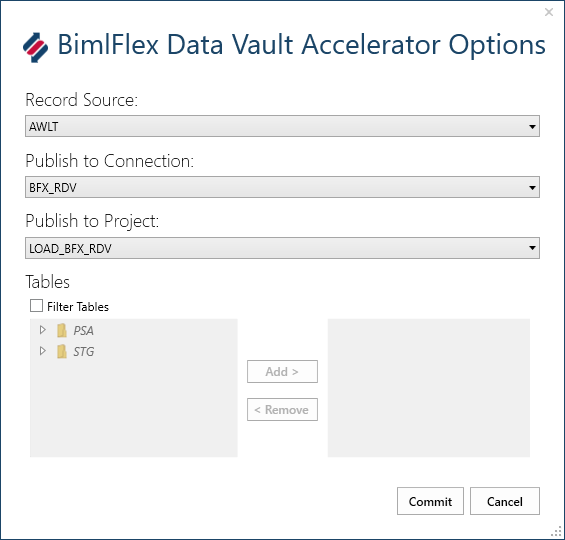 BimlFlex Data Vault Accelerator Options
Record Source:
AWLT
Publish to Connection:
BFX_RDV
Publish to Project:
LOAD_BFX_RDV
Tables
Filter Tables
PSA
STG
Add >
< Remove
Commit Cancel